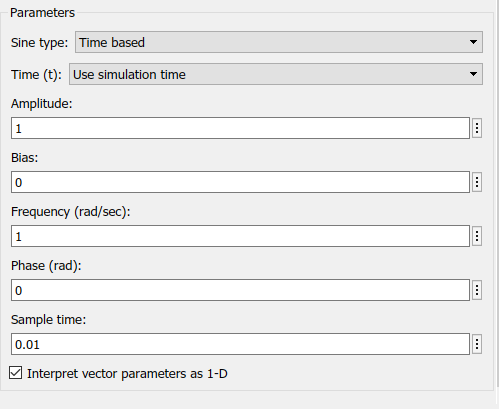 Parameters
Sine type: Time based
Time (t): Use simulation time
Amplitude:
1
Bias:
0
Frequency (rad/sec):
1
Phase (rad):
0
Sample time:
0.01
Interpret vector parameters as 1-D